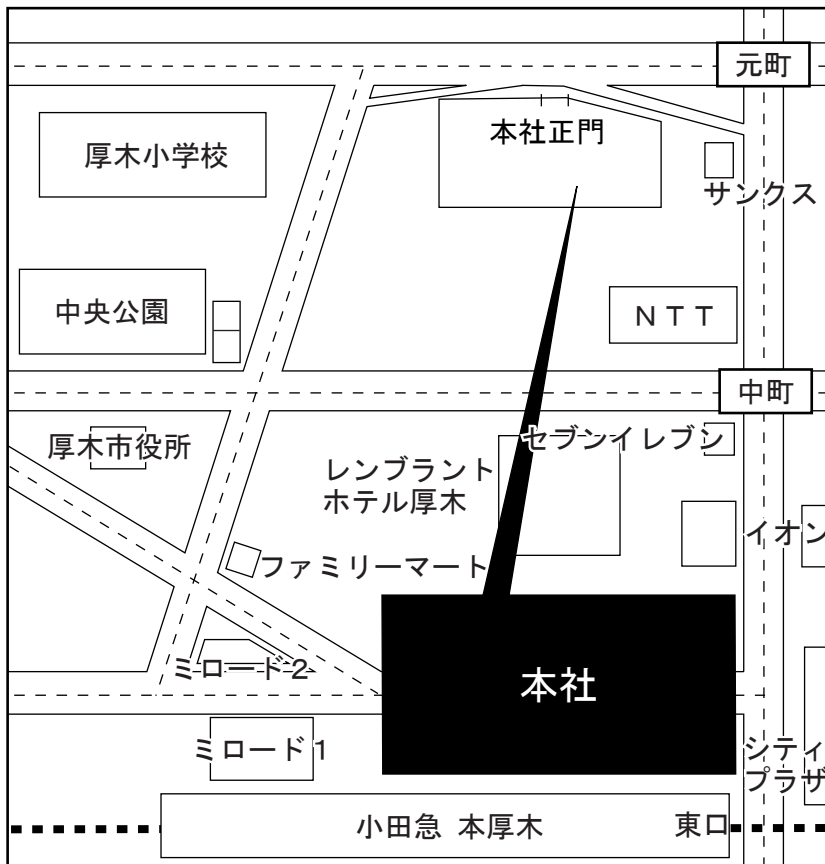 元町
本社正門
厚木小学校
サンクス
中央公園
ＮＴＴ
中町
セブンイレブン
厚木市役所
レンブラント
ホテル厚木
イオン
ファミリーマート
ミロード2
本社
ミロード1
シティ
プラザ
小田急 本厚木
東口